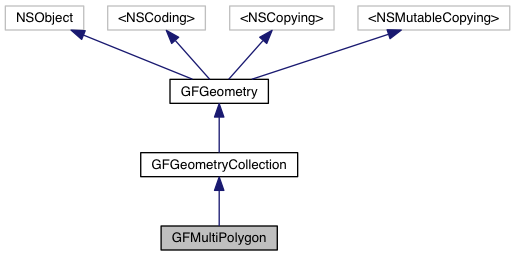 NSObject
<NSCoding>
<NSCopying>
<NSMutableCopying>
GFGeometry
GFGeometryCollection
GFMultiPolygon